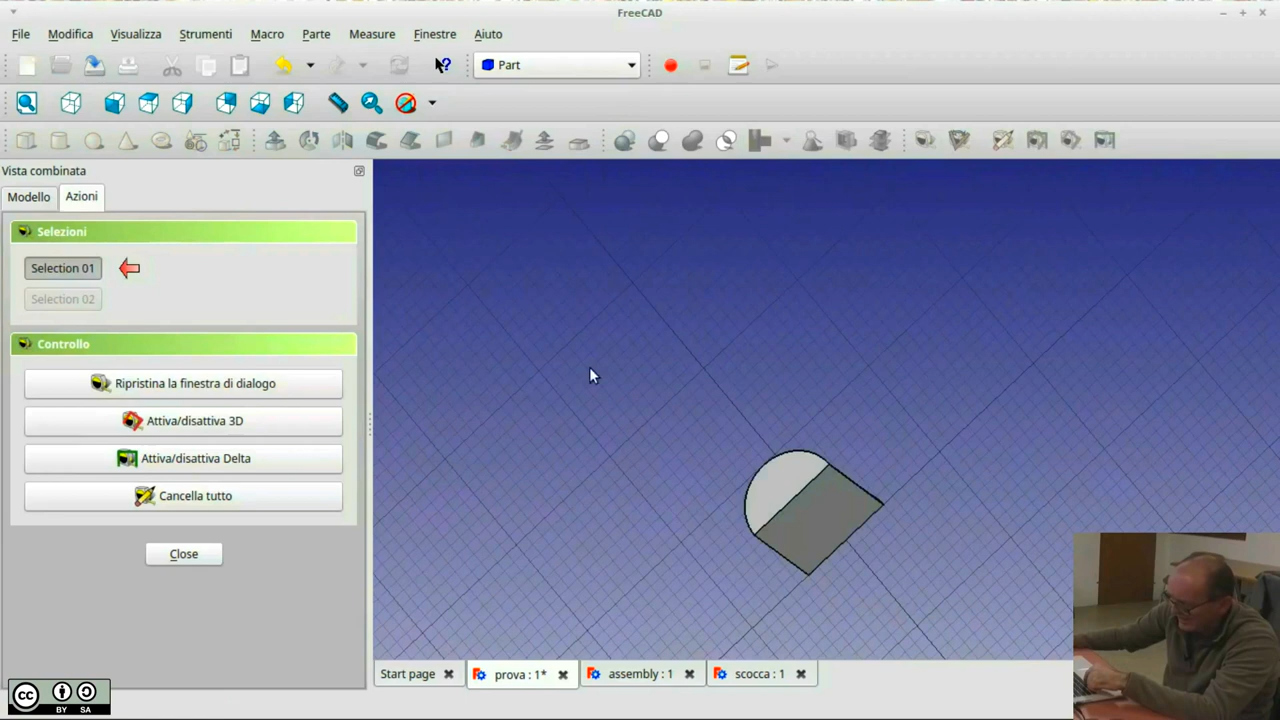 FreeCAD
File Modifica Visualizza Strumenti Macro Parte Measure Finestre Aiuto
Part
Vista combinata
Modello Azioni
Selezioni
Selection 01
Selection 02
Controllo
Ripristina la finestra di dialogo
Attiva/disattiva 3D
Attiva/disattiva Delta
Cancella tutto
Close
Start page prova : 1* assembly : 1 scocca : 1
cc BY SA